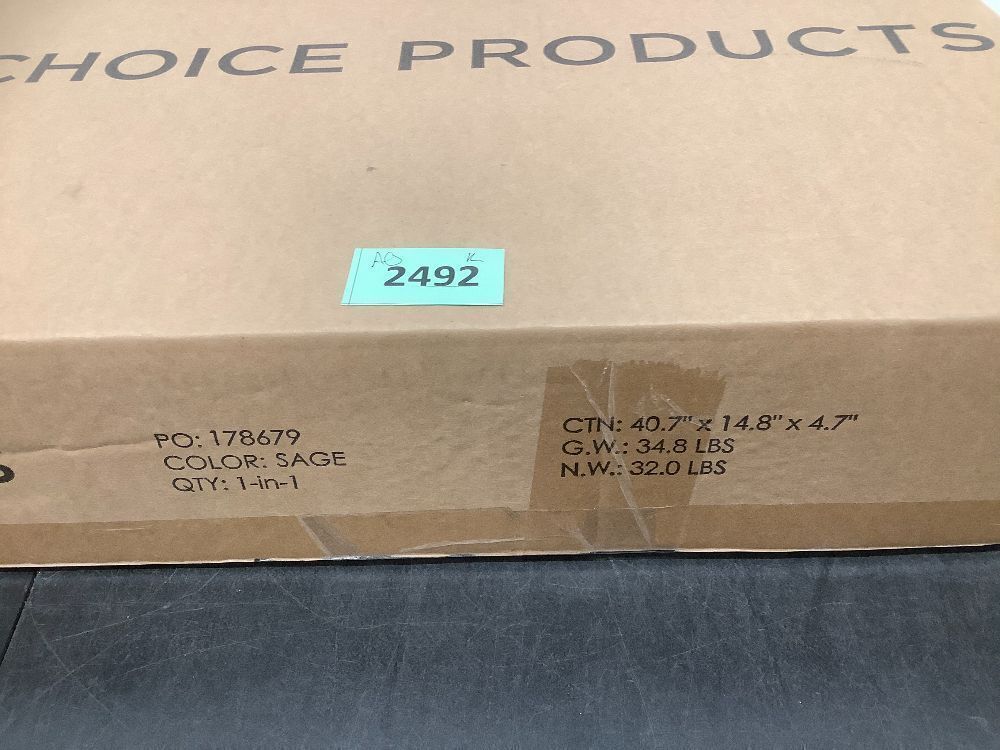 CHOICE PRODUCTS
2492
PO: 178679
COLOR: SAGE
QTY: 1-in-1
CTN: 40.7" x 14.8" x 4.7"
G.W.: 34.8 LBS
N.W.: 32.0 LBS